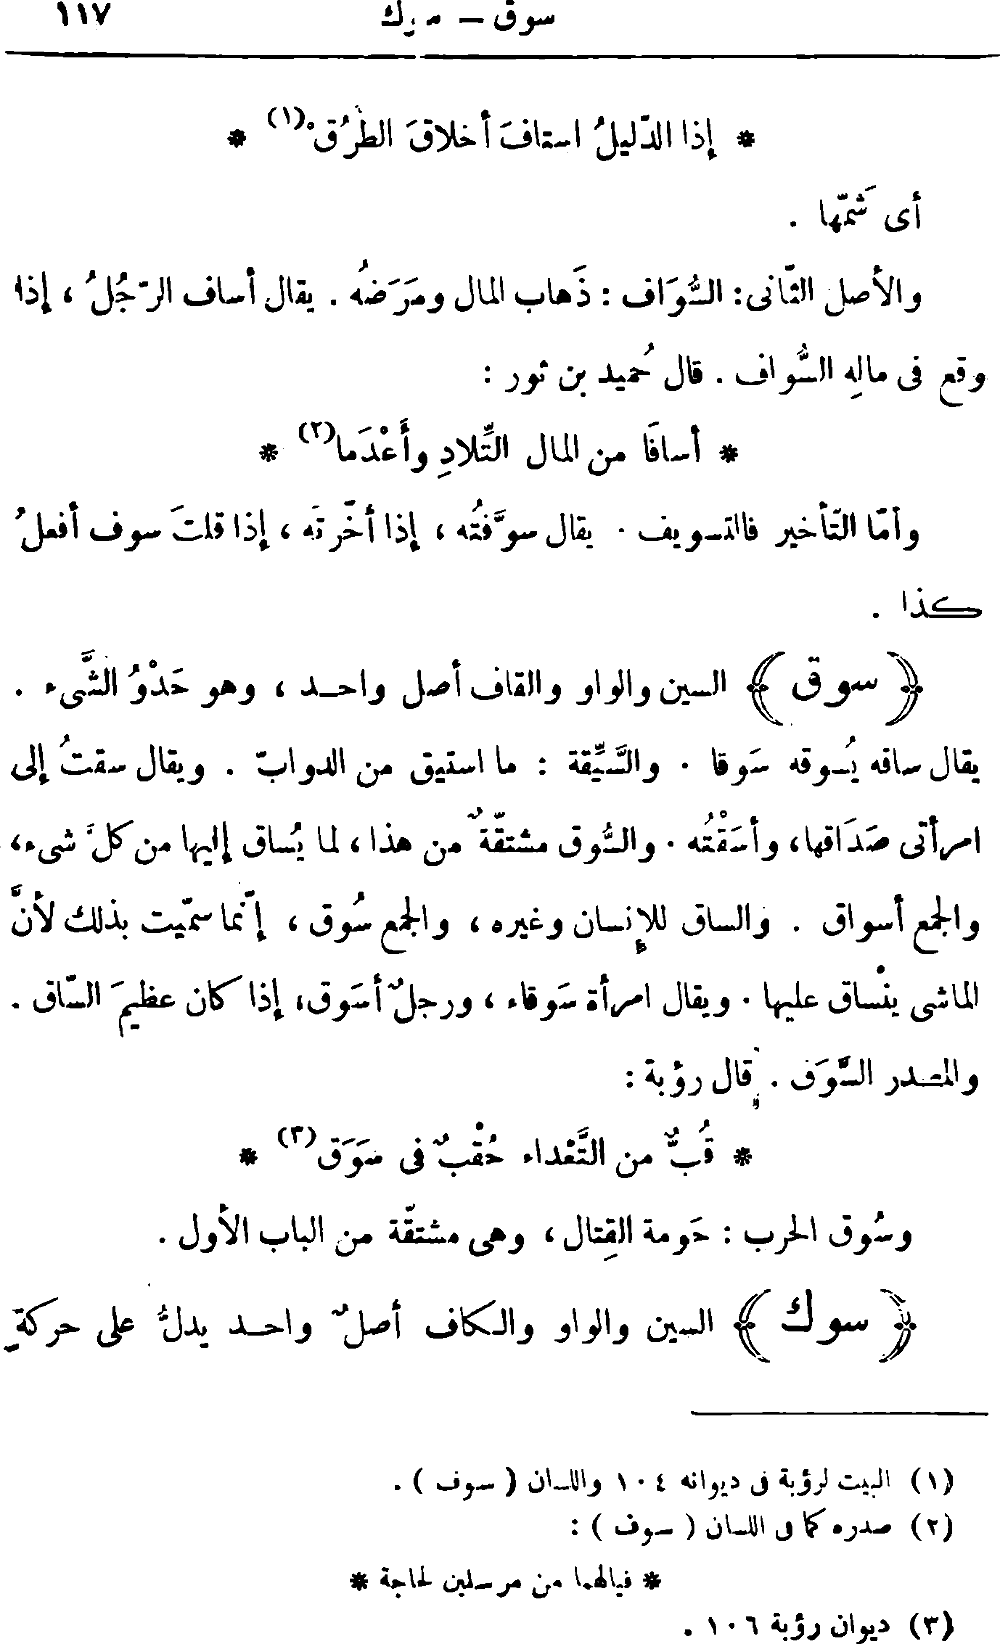 سوق — سوك ١١٧
* إذا الدّليلُ استافَ أخلاقَ الطُّرُقْ(١) *
أى شَمّها .
والأصل الثّانى: السُّوَاف : ذَهاب المال ومَرَضُه . يقال أساف الرّجُلُ ، إذا
وقع فى مالِهِ السُّواف . قال حُميد بن ثور :
* أسافَا من المال التِّلادِ وأَعْدَما(٢) *
وأمّا التّأخير فالتسويف . يقال سوَّفتُه ، إذا أخّرتَه ، إذا قلتَ سوف أفعلُ
كذا .
﴿ سوق ﴾ السين والواو والقاف أصل واحد ، وهو حَدْوُ الشَّىء .
يقال ساقه يَسُوقه سَوقا . والسَّيِّقة : ما استيق من الدوابّ . ويقال سقتُ إلى
امرأتى صَدَاقها، وأسَقْتُه . والسُّوق مشتقّةٌ من هذا ، لما يُساق إليها من كلِّ شىء،
والجمع أسواق . والساق للإنسان وغيره ، والجمع سُوق ، إنّما سمّيت بذلك لأنَّ
الماشى ينْساق عليها . ويقال امرأة سَوقاء ، ورجلٌ أسَوق، إذا كان عظيمَ السّاق .
والمصدر السَّوَق . قال رؤبة :
* قُبٌّ من التَّعْداء حُقْبٌ فى سَوَق(٣) *
وسُوق الحرب : حَومة القِتال ، وهى مشتقّة من الباب الأول .
﴿ سوك ﴾ السين والواو والكاف أصلٌ واحد يدلُّ على حركةٍ
(١) البيت لرؤبة فى ديوانه ١٠٤ واللسان ( سوف ) .
(٢) صدره كما فى اللسان ( سوف ) :
* فيالهما من مرسلين لحاجة *
(٣) ديوان رؤبة ١٠٦ .